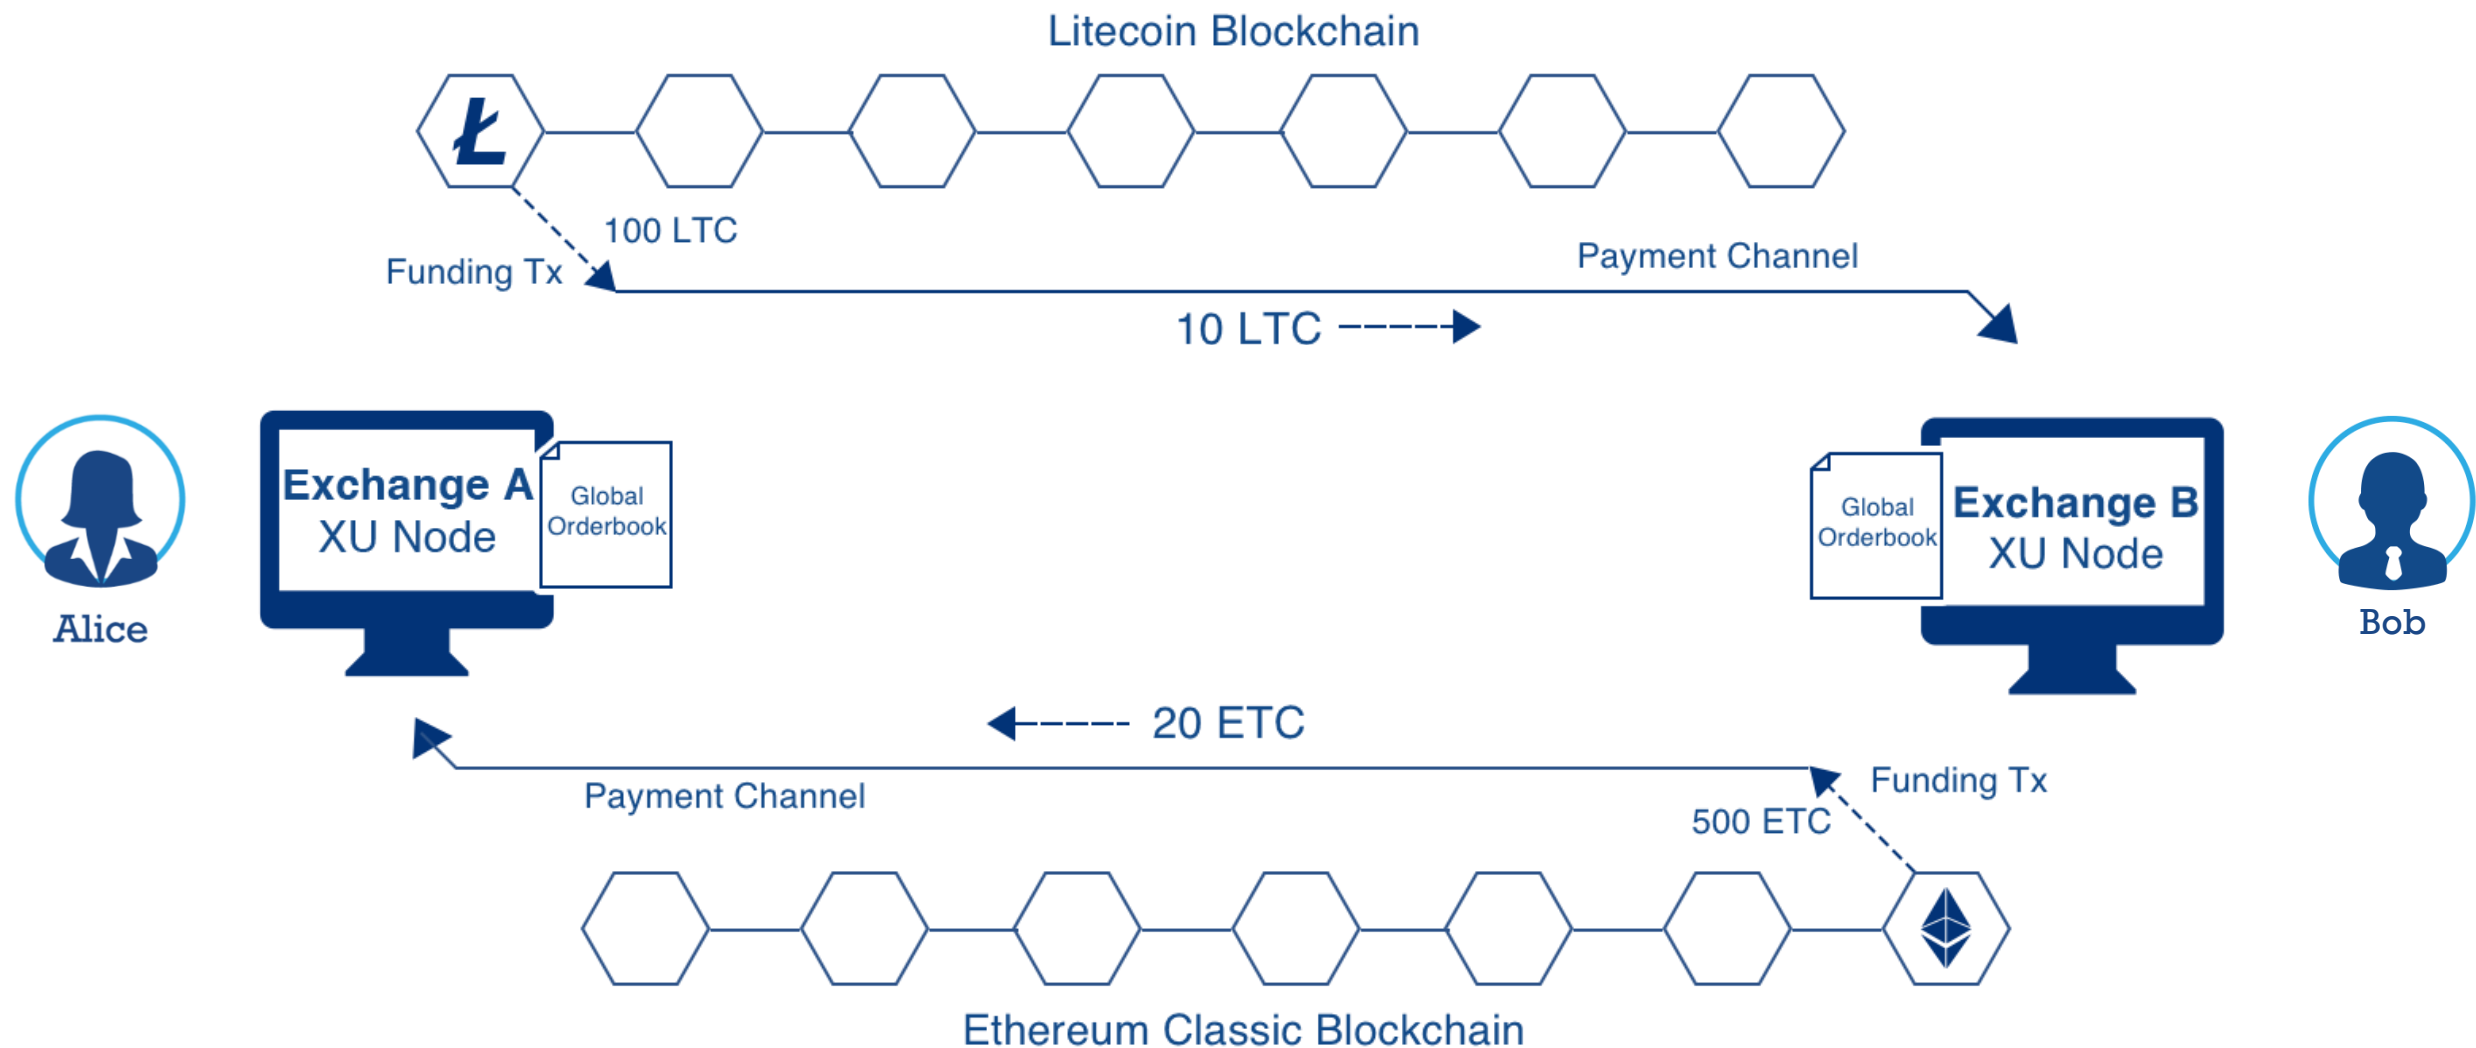 Litecoin Blockchain
100 LTC
Funding Tx
Payment Channel
10 LTC
Exchange A
XU Node
Global
Orderbook
Alice
Global
Orderbook
Exchange B
XU Node
Bob
20 ETC
Payment Channel
Funding Tx
500 ETC
Ethereum Classic Blockchain